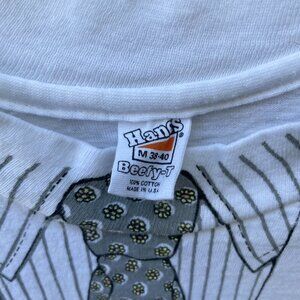 Hanes®
M 38-40
Beefy-T
100% COTTON
MADE IN U.S.A.